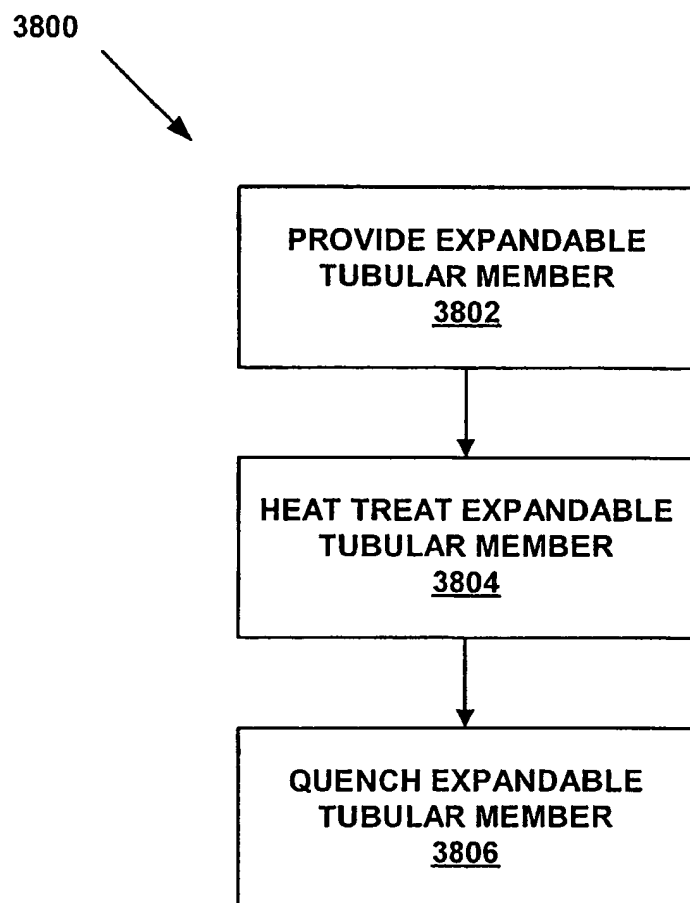 3800
PROVIDE EXPANDABLE
TUBULAR MEMBER
3802
HEAT TREAT EXPANDABLE
TUBULAR MEMBER
3804
QUENCH EXPANDABLE
TUBULAR MEMBER
3806